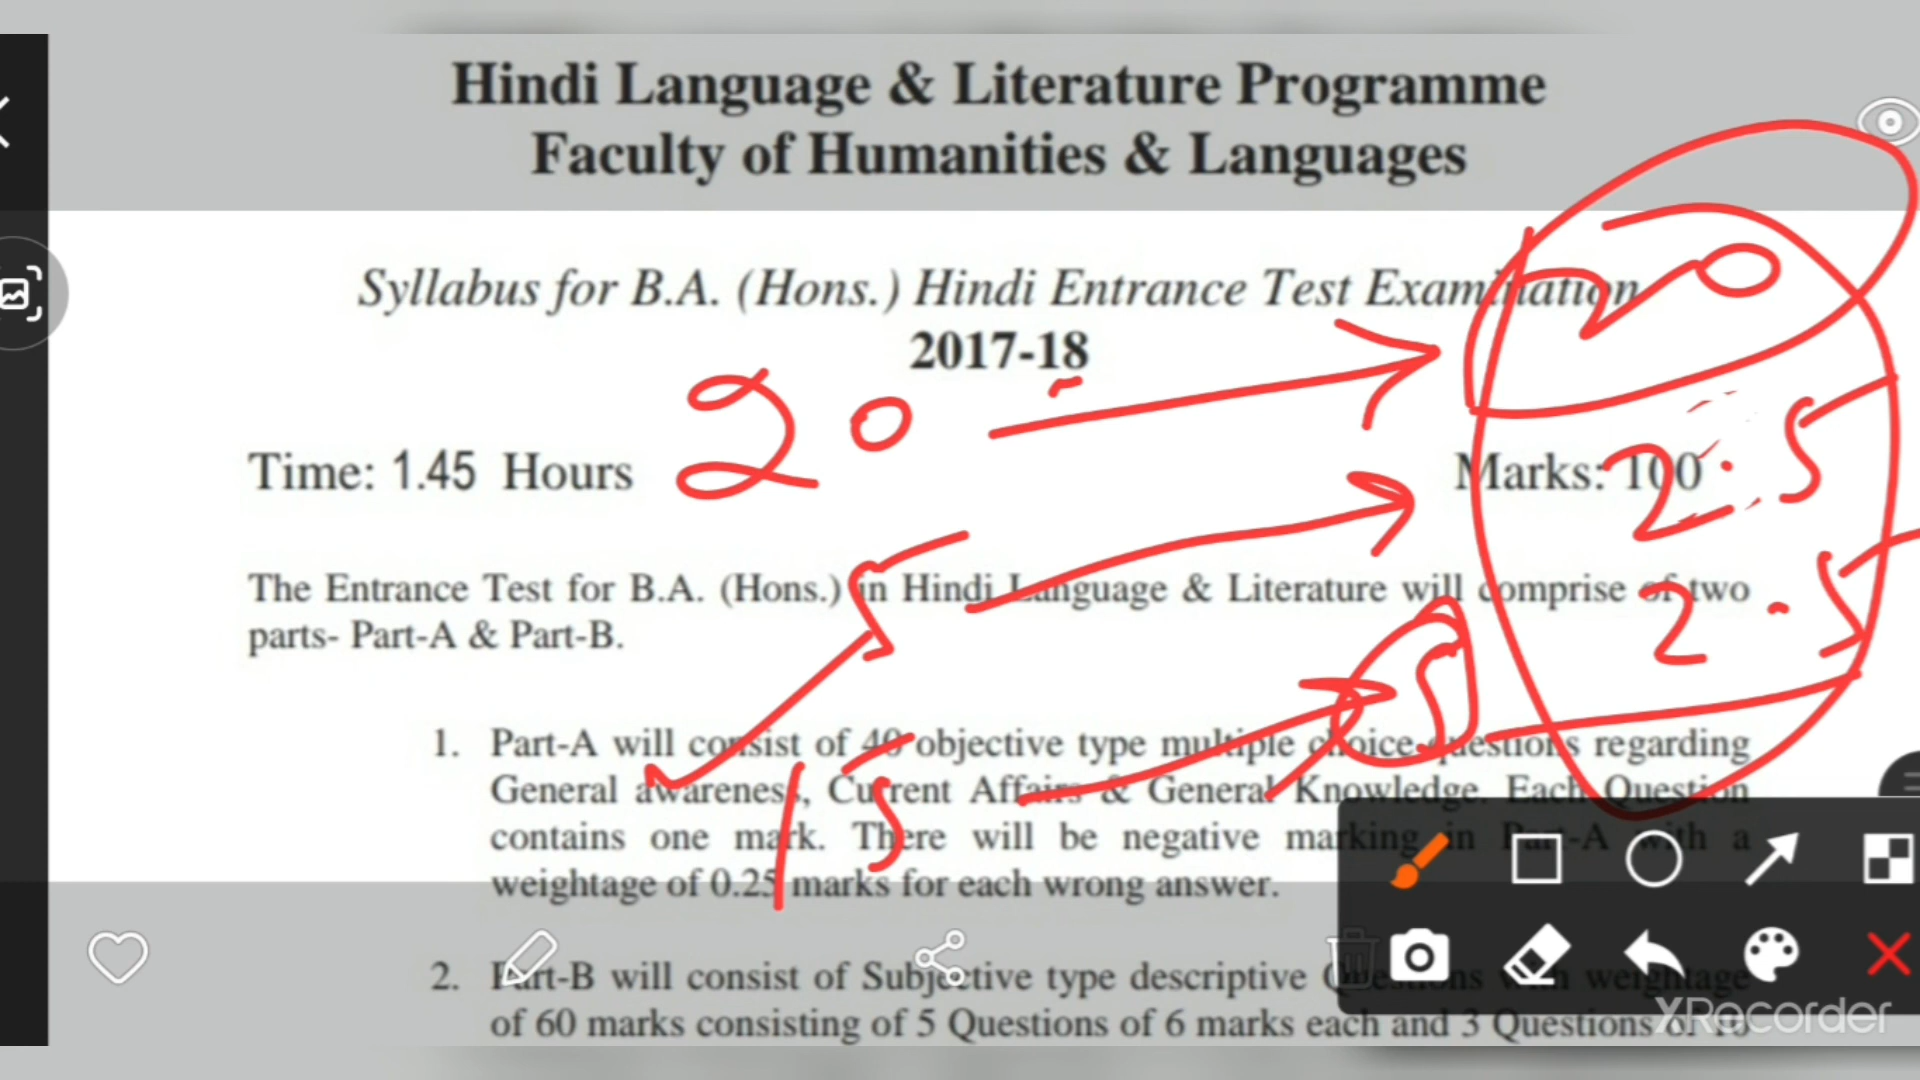 Hindi Language & Literature Programme
Faculty of Humanities & Languages
Syllabus for B.A. (Hons.) Hindi Entrance Test Examination
2017-18
20
20
Time: 1.45 Hours
Marks: 100
2.5
The Entrance Test for B.A. (Hons.) in Hindi Language & Literature will comprise of two
parts- Part-A & Part-B.
5
2.5
5
1. Part-A will consist of 40 objective type multiple choice questions regarding
General awareness, Current Affairs & General Knowledge. Each Question
contains one mark. There will be negative marking in Part-A with a
weightage of 0.25 marks for each wrong answer.
15
2. Part-B will consist of Subjective type descriptive Questions with weightage
of 60 marks consisting of 5 Questions of 6 marks each and 3 Questions of 10
XRecorder